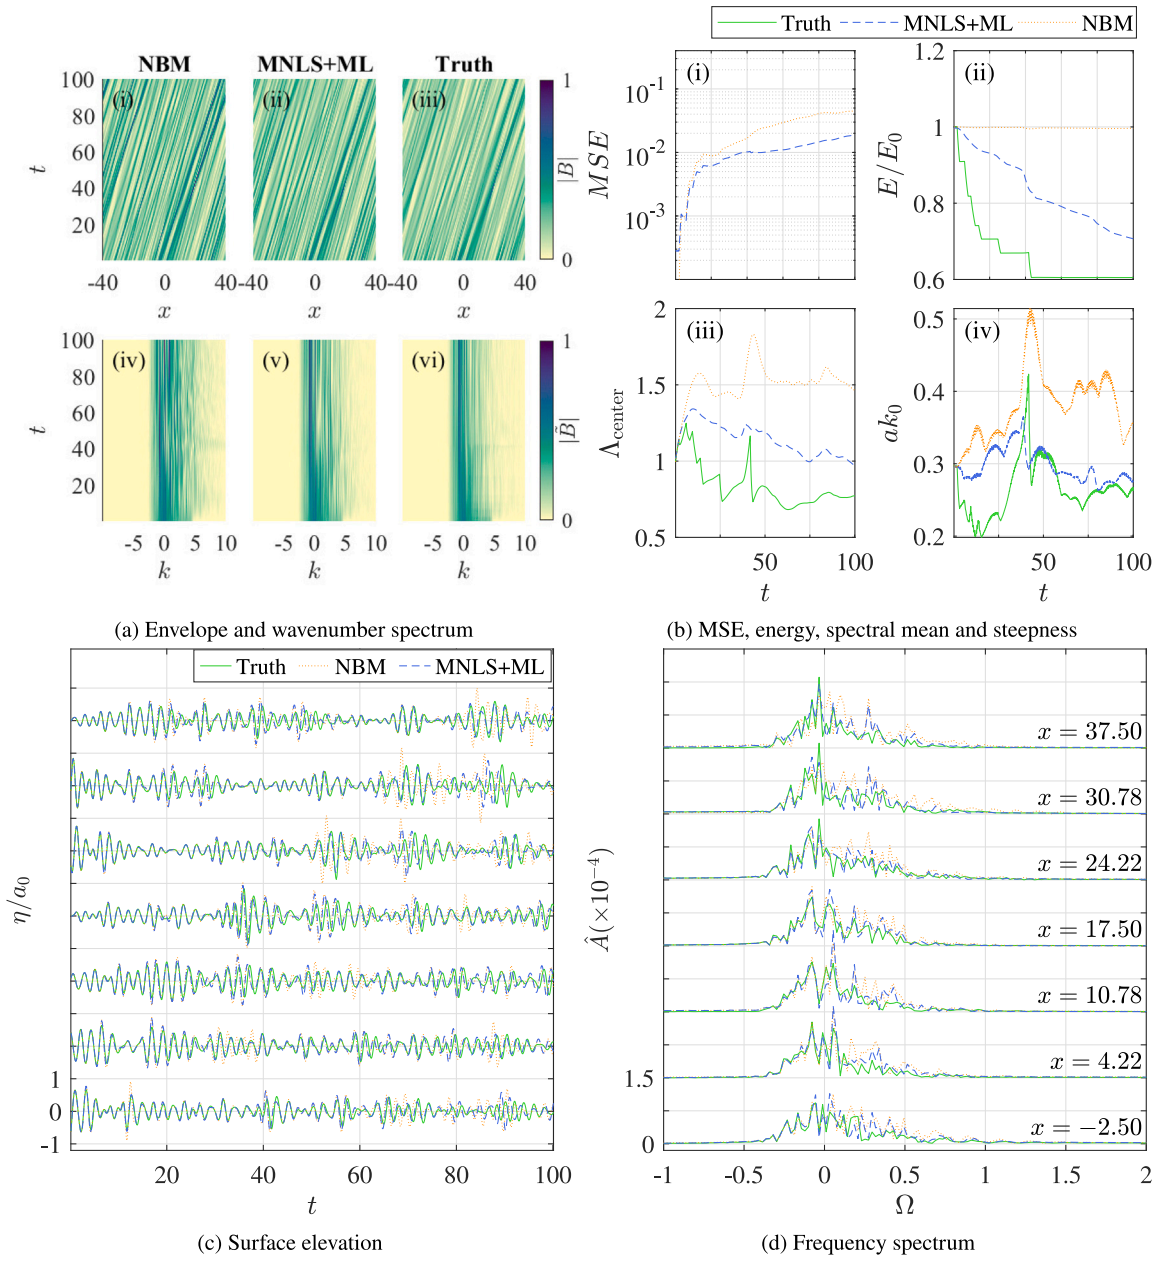 NBM MNLS+ML Truth
100
80
60
40
20
t
(i) (ii) (iii)
1
|B|
0
-40 0 40 -40 0 40 -40 0 40
x x x
100
80
60
40
20
t
(iv) (v) (vi)
1
|B̃|
0
-5 0 5 10 -5 0 5 10 -5 0 5 10
k k k
(a) Envelope and wavenumber spectrum
Truth MNLS+ML NBM
(i)
MSE
10⁻¹
10⁻²
10⁻³
(ii)
E/E₀
1.2
1
0.8
0.6
(iii)
Λcenter
2
1.5
1
0.5
50 100
t
(iv)
ak₀
0.5
0.4
0.3
0.2
50 100
t
(b) MSE, energy, spectral mean and steepness
Truth NBM MNLS+ML
η/a₀
1
0
-1
20 40 60 80 100
t
(c) Surface elevation
Â(×10⁻⁴)
x = 37.50
x = 30.78
x = 24.22
x = 17.50
x = 10.78
x = 4.22
x = −2.50
1.5
0
-1 -0.5 0 0.5 1 1.5 2
Ω
(d) Frequency spectrum